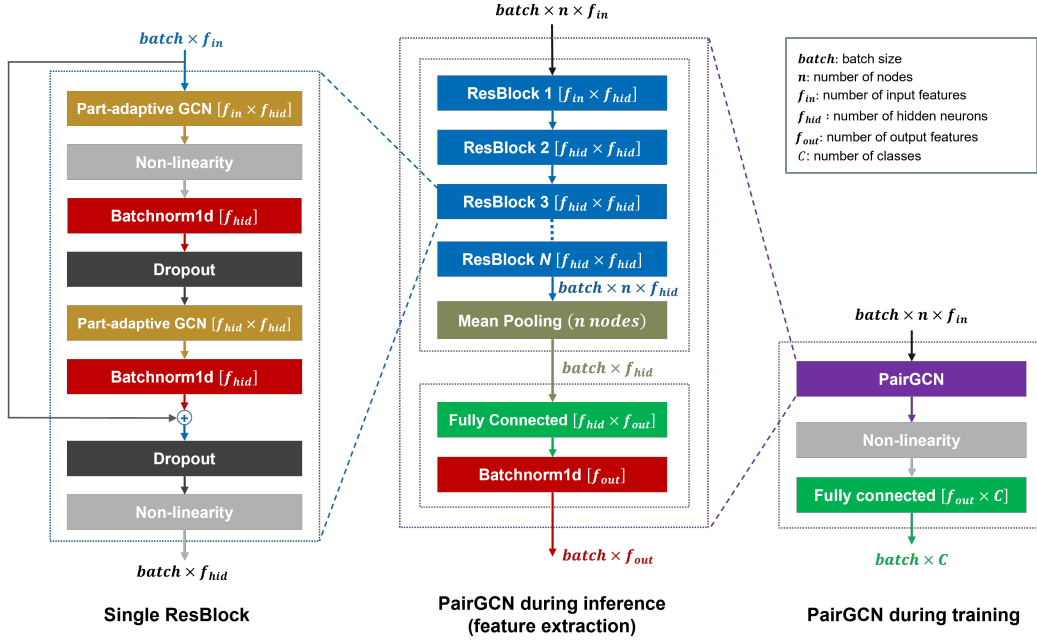 batch × f_in
Part-adaptive GCN [f_in × f_hid]
Non-linearity
Batchnorm1d [f_hid]
Dropout
Part-adaptive GCN [f_hid × f_hid]
Batchnorm1d [f_hid]
+
Dropout
Non-linearity
batch × f_hid
Single ResBlock
batch × n × f_in
ResBlock 1 [f_in × f_hid]
ResBlock 2 [f_hid × f_hid]
ResBlock 3 [f_hid × f_hid]
ResBlock N [f_hid × f_hid]
batch × n × f_hid
Mean Pooling (n nodes)
batch × f_hid
Fully Connected [f_hid × f_out]
Batchnorm1d [f_out]
batch × f_out
PairGCN during inference
(feature extraction)
batch: batch size
n: number of nodes
f_in: number of input features
f_hid : number of hidden neurons
f_out: number of output features
C: number of classes
batch × n × f_in
PairGCN
Non-linearity
Fully connected [f_out × C]
batch × C
PairGCN during training